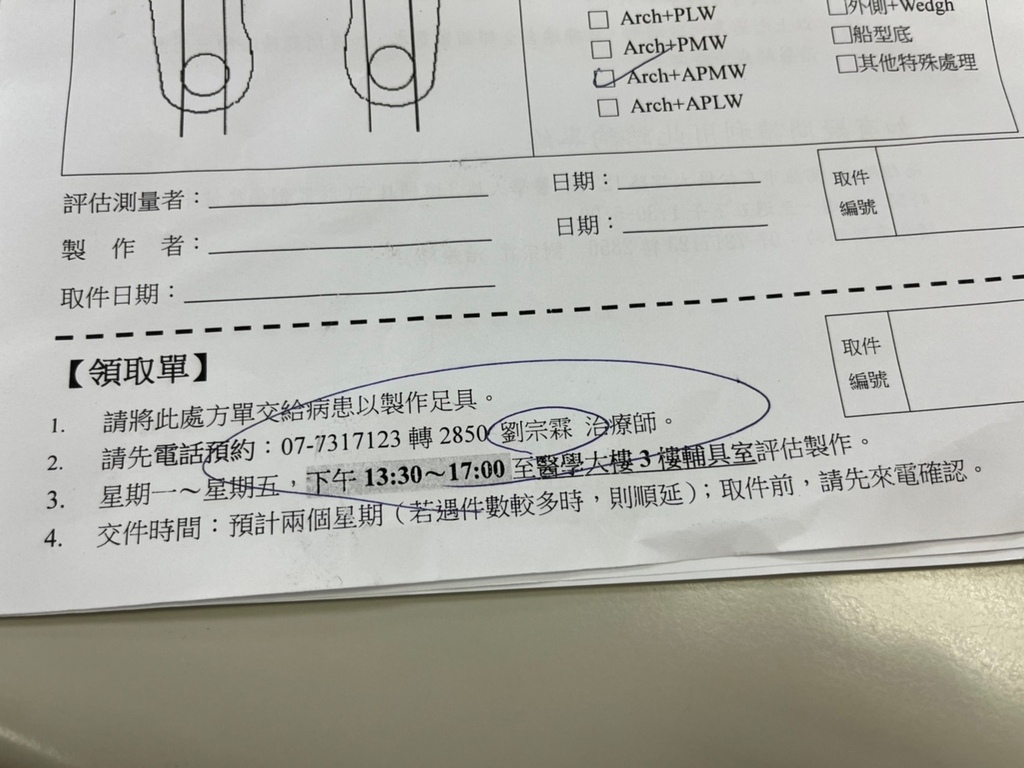 Arch+PLW
Arch+PMW
Arch+APMW
Arch+APLW
□外側+Wedgh
□船型底
□其他特殊處理
評估測量者：
日期：
製 作 者：
日期：
取件日期：
取件
編號
【領取單】
取件
編號
1. 請將此處方單交給病患以製作足具。
2. 請先電話預約：07-7317123 轉 2850 劉宗霖 治療師。
3. 星期一～星期五，下午 13:30～17:00 至醫學大樓 3 樓輔具室評估製作。
4. 交件時間：預計兩個星期（若遇件數較多時，則順延）；取件前，請先來電確認。